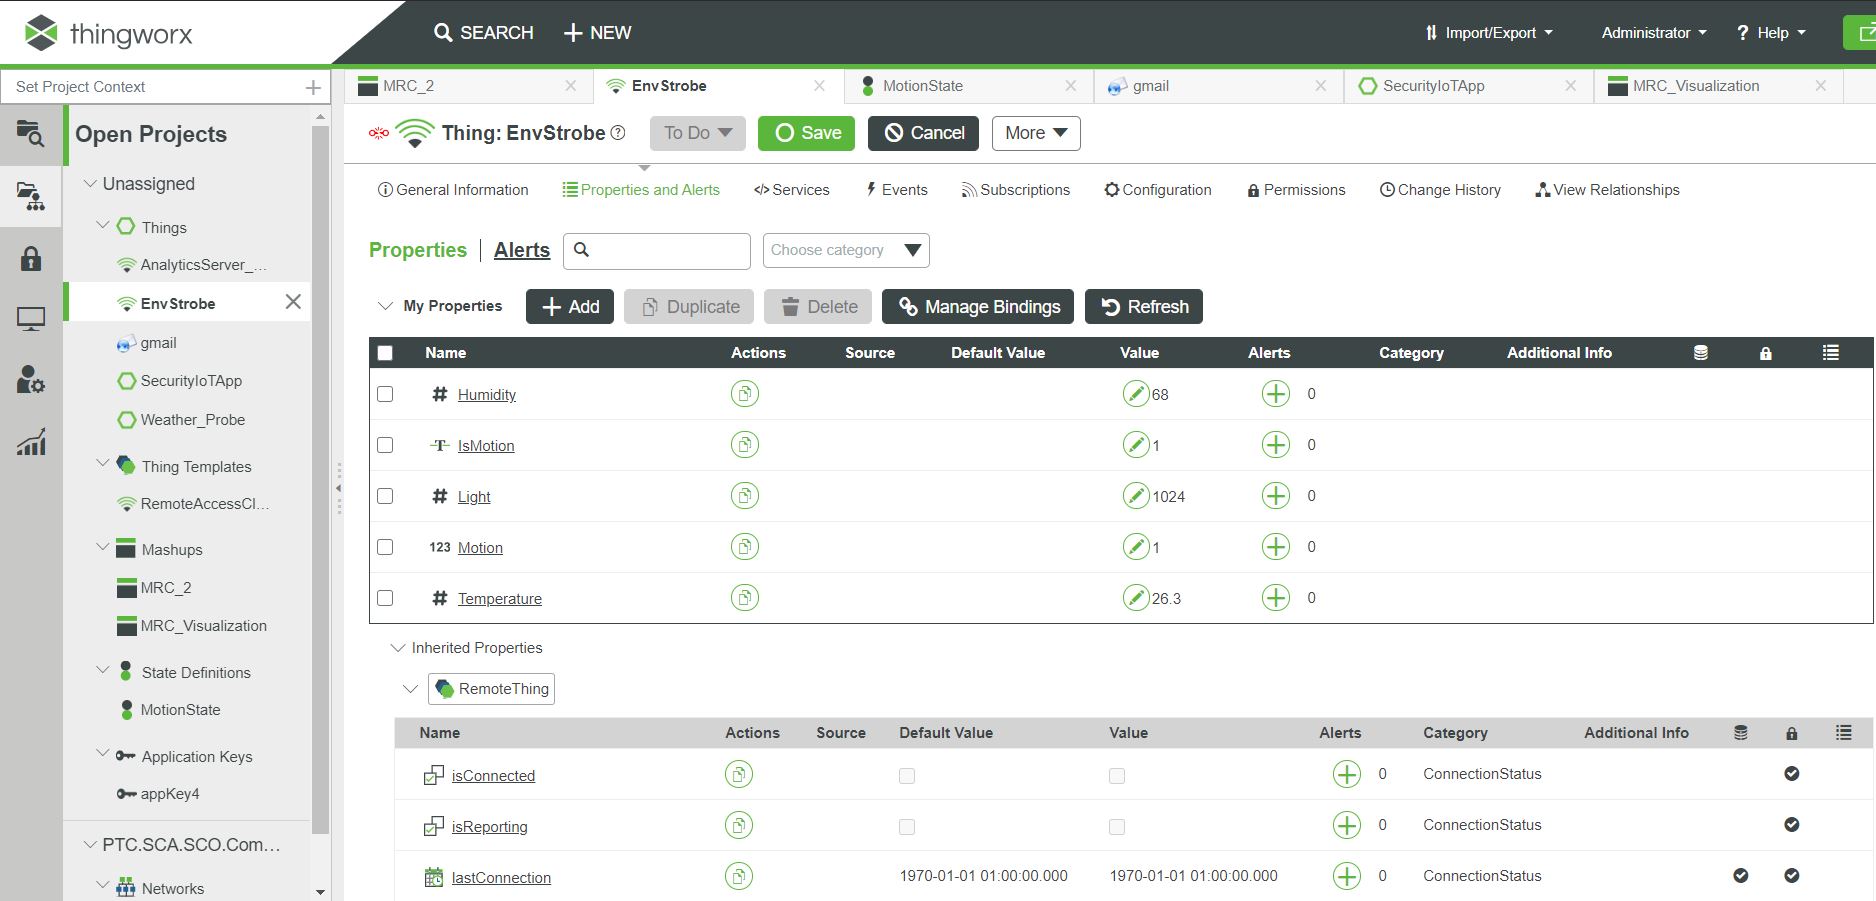 thingworx
SEARCH
NEW
Import/Export
Administrator
? Help
Set Project Context
MRC_2
EnvStrobe
MotionState
gmail
SecurityIoTApp
MRC_Visualization
Open Projects
Thing: EnvStrobe
To Do
Save
Cancel
More
Unassigned
General Information
Properties and Alerts
Services
Events
Subscriptions
Configuration
Permissions
Change History
View Relationships
Things
AnalyticsServer_...
EnvStrobe
gmail
SecurityIoTApp
Weather_Probe
Thing Templates
RemoteAccessCl...
Mashups
MRC_2
MRC_Visualization
State Definitions
MotionState
Application Keys
appKey4
PTC.SCA.SCO.Com...
Networks
Properties | Alerts
Choose category
My Properties
Add
Duplicate
Delete
Manage Bindings
Refresh
Name Actions Source Default Value Value Alerts Category Additional Info
# Humidity 68 0
T IsMotion 1 0
# Light 1024 0
123 Motion 1 0
# Temperature 26.3 0
Inherited Properties
RemoteThing
Name Actions Source Default Value Value Alerts Category Additional Info
isConnected 0 ConnectionStatus
isReporting 0 ConnectionStatus
lastConnection 1970-01-01 01:00:00.000 1970-01-01 01:00:00.000 0 ConnectionStatus